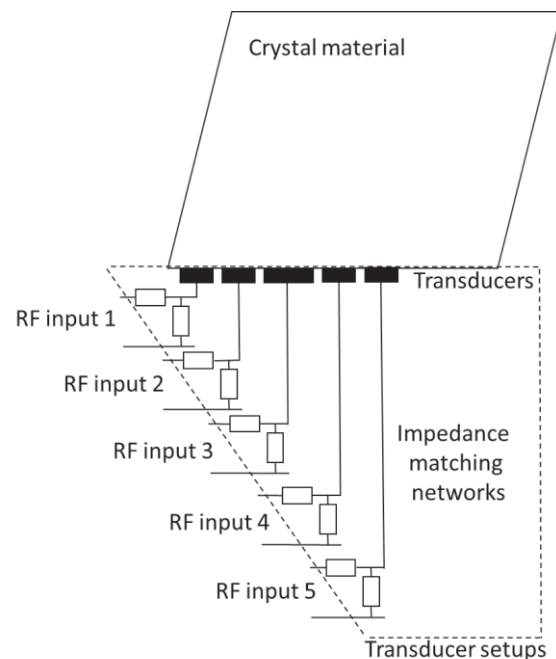 Crystal material
Transducers
RF input 1
RF input 2
RF input 3
Impedance
matching
networks
RF input 4
RF input 5
Transducer setups